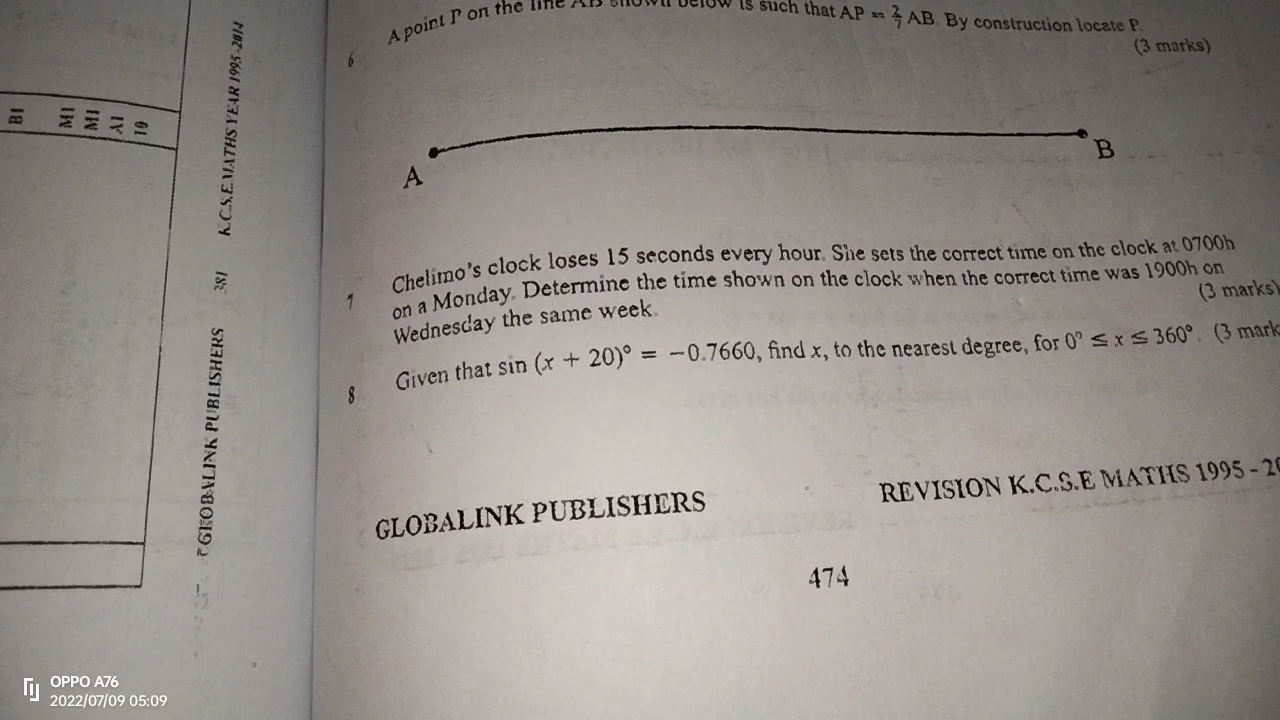 B1
M1
M1
A1
10
GLOBALINK PUBLISHERS 381 K.C.S.E MATHS YEAR 1995-2014
6 A point P on the line AB shown below is such that AP = 2/7 AB. By construction locate P.
(3 marks)
A
B
7 Chelimo's clock loses 15 seconds every hour. She sets the correct time on the clock at 0700h
on a Monday. Determine the time shown on the clock when the correct time was 1900h on
Wednesday the same week.
(3 marks)
8 Given that sin (x + 20)° = −0.7660, find x, to the nearest degree, for 0° ≤ x ≤ 360°. (3 mark
GLOBALINK PUBLISHERS
REVISION K.C.S.E MATHS 1995 - 20
474
OPPO A76
2022/07/09 05:09